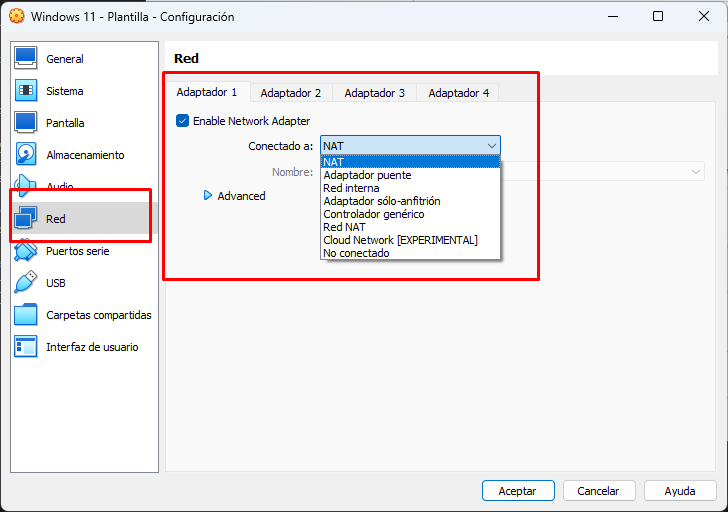 Windows 11 - Plantilla - Configuración
General
Sistema
Pantalla
Almacenamiento
Audio
Red
Puertos serie
USB
Carpetas compartidas
Interfaz de usuario
Red
Adaptador 1 Adaptador 2 Adaptador 3 Adaptador 4
Enable Network Adapter
Conectado a: NAT
NAT
Nombre:
Adaptador puente
Red interna
Advanced
Adaptador sólo-anfitrión
Controlador genérico
Red NAT
Cloud Network [EXPERIMENTAL]
No conectado
Aceptar Cancelar Ayuda